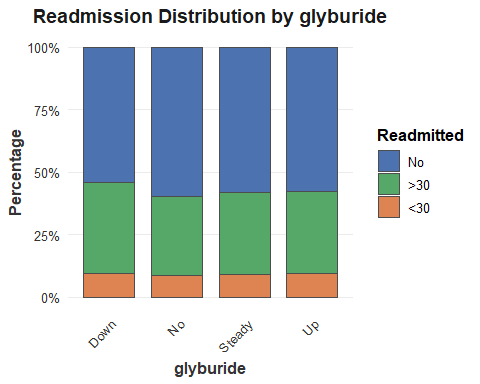 Readmission Distribution by glyburide
100%
75%
50%
25%
0%
Percentage
Down
No
Steady
Up
glyburide
Readmitted
No
>30
<30